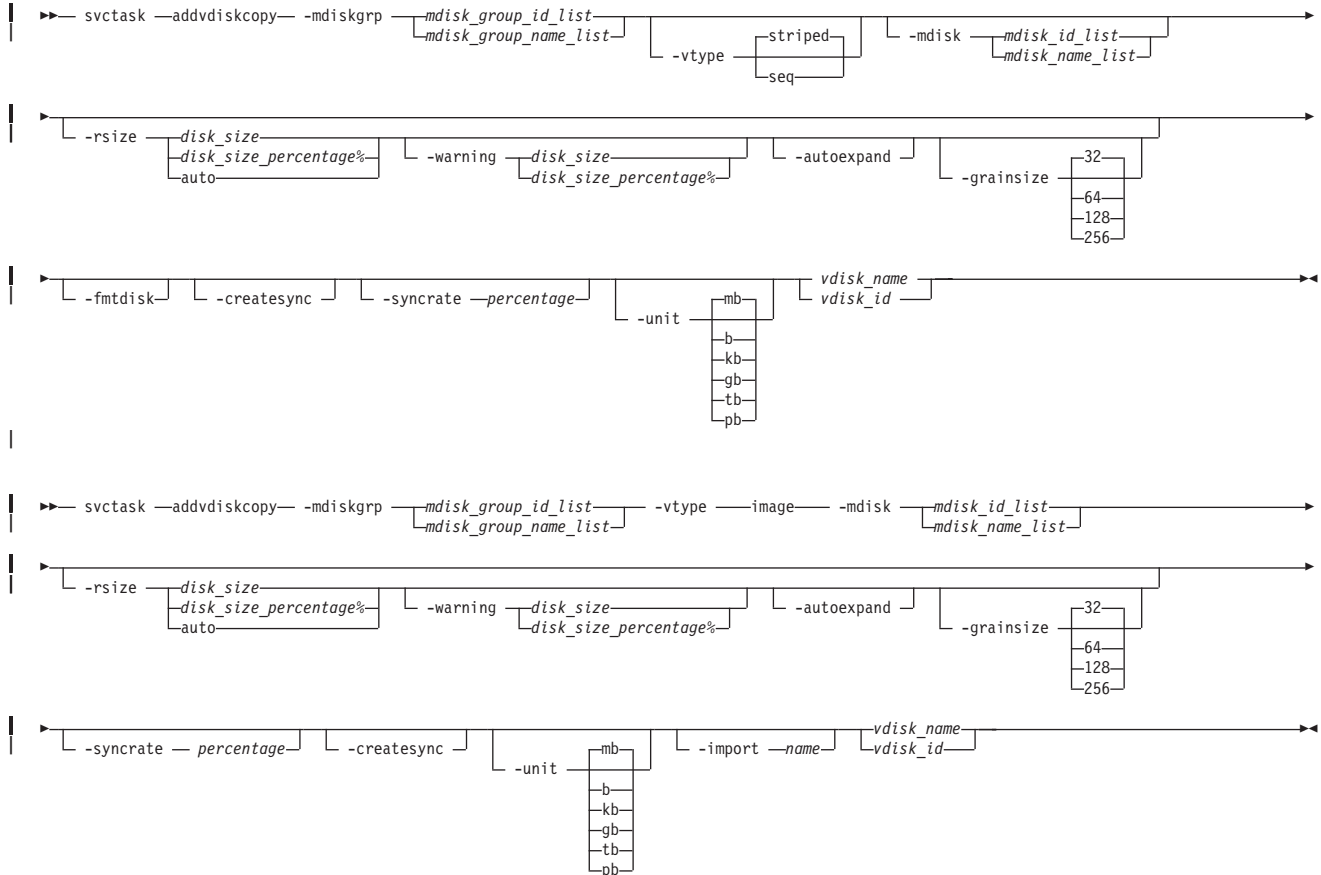 svctask addvdiskcopy -mdiskgrp mdisk_group_id_list
mdisk_group_name_list
-vtype
striped
seq
-mdisk mdisk_id_list
mdisk_name_list
-rsize disk_size
disk_size_percentage%
auto
-warning disk_size
disk_size_percentage%
-autoexpand
-grainsize
32
64
128
256
-fmtdisk
-createsync
-syncrate percentage
-unit
mb
b
kb
gb
tb
pb
vdisk_name
vdisk_id
svctask addvdiskcopy -mdiskgrp mdisk_group_id_list
mdisk_group_name_list
-vtype image -mdisk mdisk_id_list
mdisk_name_list
-rsize disk_size
disk_size_percentage%
auto
-warning disk_size
disk_size_percentage%
-autoexpand
-grainsize
32
64
128
256
-syncrate percentage
-createsync
-unit
mb
b
kb
gb
tb
pb
-import name
vdisk_name
vdisk_id